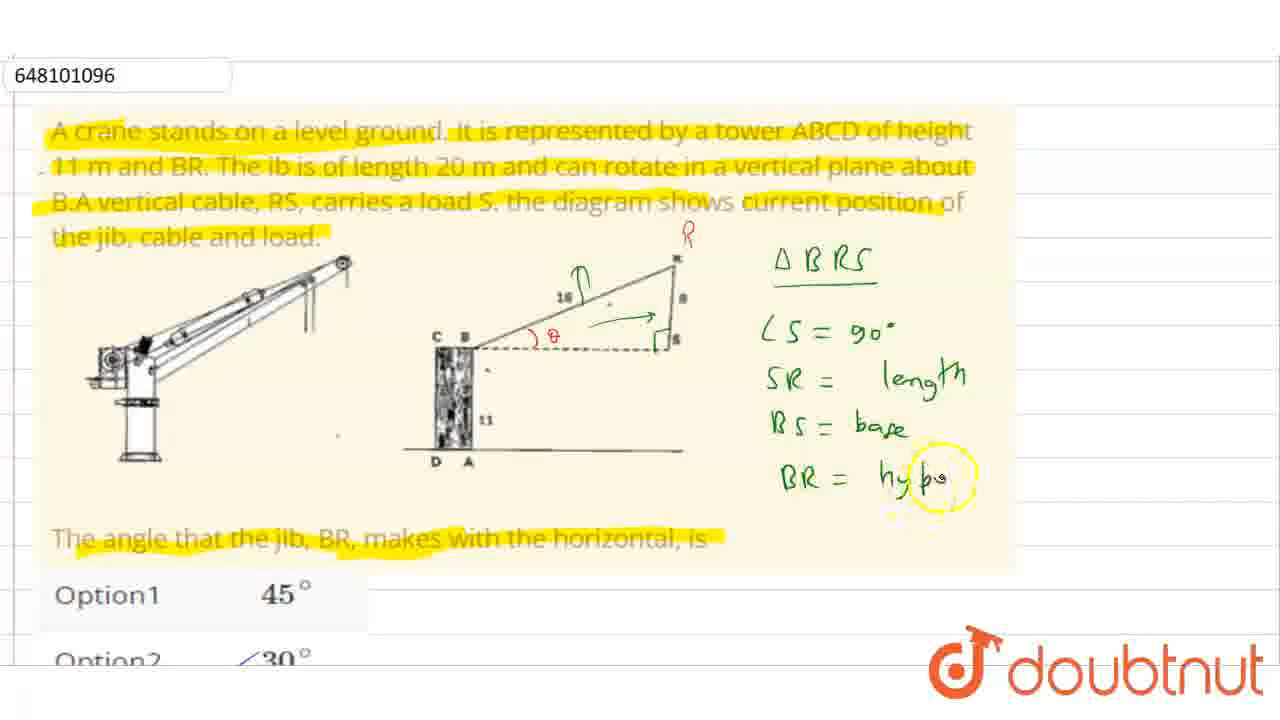 648101096
A crane stands on a level ground. It is represented by a tower ABCD of height
11 m and BR. The ib is of length 20 m and can rotate in a vertical plane about
B.A vertical cable, RS, carries a load S. the diagram shows current position of
the jib, cable and load.
R
R
16
8
θ
C B
S
11
D A
Δ BRS
∠S = 90°
SR = length
BS = base
BR = hypo
The angle that the jib, BR, makes with the horizontal, is
Option1 45°
Option2 30°
doubtnut